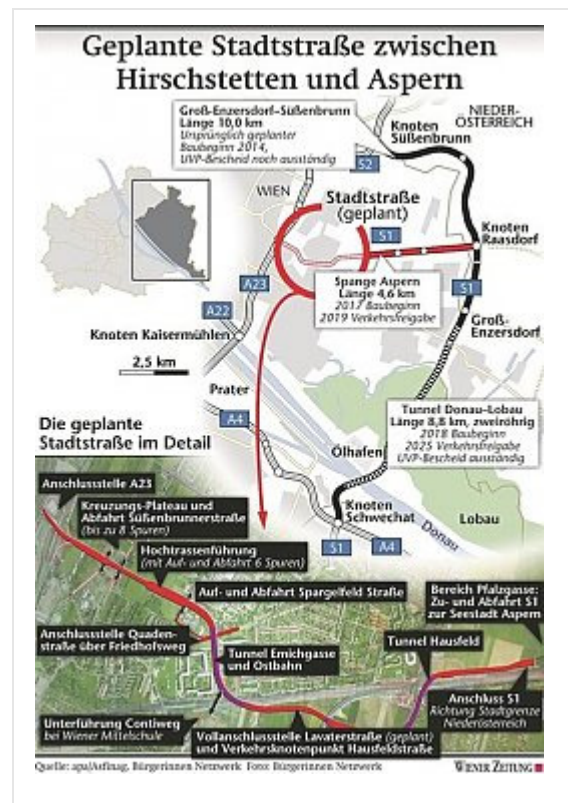 Geplante Stadtstraße zwischen
Hirschstetten und Aspern
Groß-Enzersdorf–Süßenbrunn
Länge 10,0 km
Ursprünglich geplanter
Baubeginn 2014,
UVP-Bescheid noch ausständig
NIEDER-
ÖSTERREICH
Knoten
Süßenbrunn
S2
WIEN
Stadtstraße
(geplant)
S1
Knoten
Raasdorf
Spange Aspern
Länge 4,6 km
2017 Baubeginn
2019 Verkehrsfreigabe
A23
S1
A22
Groß-
Enzersdorf
Knoten Kaisermühlen
2,5 km
Prater
A4
Tunnel Donau–Lobau
Länge 8,8 km, zweiröhrig
2018 Baubeginn
2025 Verkehrsfreigabe
UVP-Bescheid ausständig
Die geplante
Stadtstraße im Detail
Ölhafen
Knoten
Schwechat
Donau
Lobau
S1
A4
Anschlussstelle A23
Kreuzungs-Plateau und
Abfahrt Süßenbrunnerstraße
(bis zu 8 Spuren)
Hochtrassenführung
(mit Auf- und Abfahrt 6 Spuren)
Auf- und Abfahrt Spargelfeld Straße
Bereich Pfalzgasse:
Zu- und Abfahrt S1
zur Seestadt Aspern
Anschlussstelle Quaden-
straße über Friedhofsweg
Tunnel Emichgasse
und Ostbahn
Tunnel Hausfeld
Unterführung Contiweg
bei Wiener Mittelschule
Vollanschlussstelle Lavaterstraße (geplant)
und Verkehrsknotenpunkt Hausfeldstraße
Anschluss S1
Richtung Stadtgrenze
Niederösterreich
Quelle: apa/Asfinag, Bürgerinnen Netzwerk Foto: Bürgerinnen Netzwerk
WIENER ZEITUNG